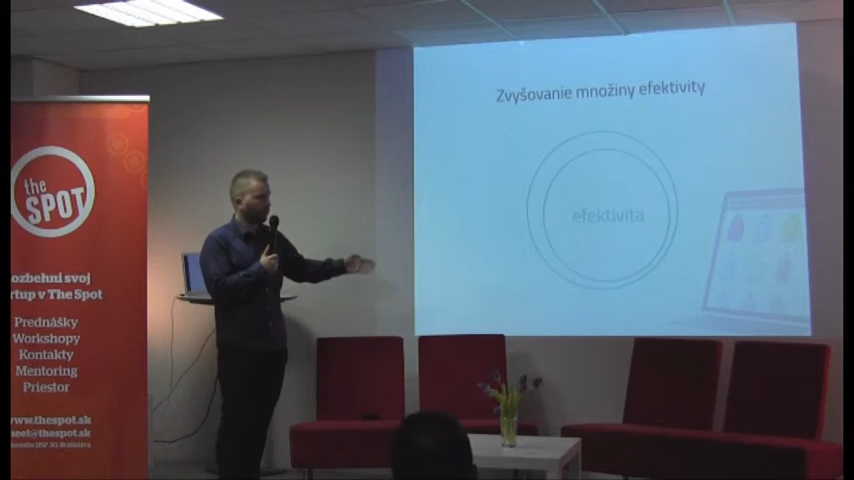 the
SPOT
ozbehni svoj
rtup v The Spot
Prednášky
Workshopy
Kontakty
Mentoring
Priestor
www.thespot.sk
meet@thespot.sk
Zvyšovanie množiny efektivity
efektivita